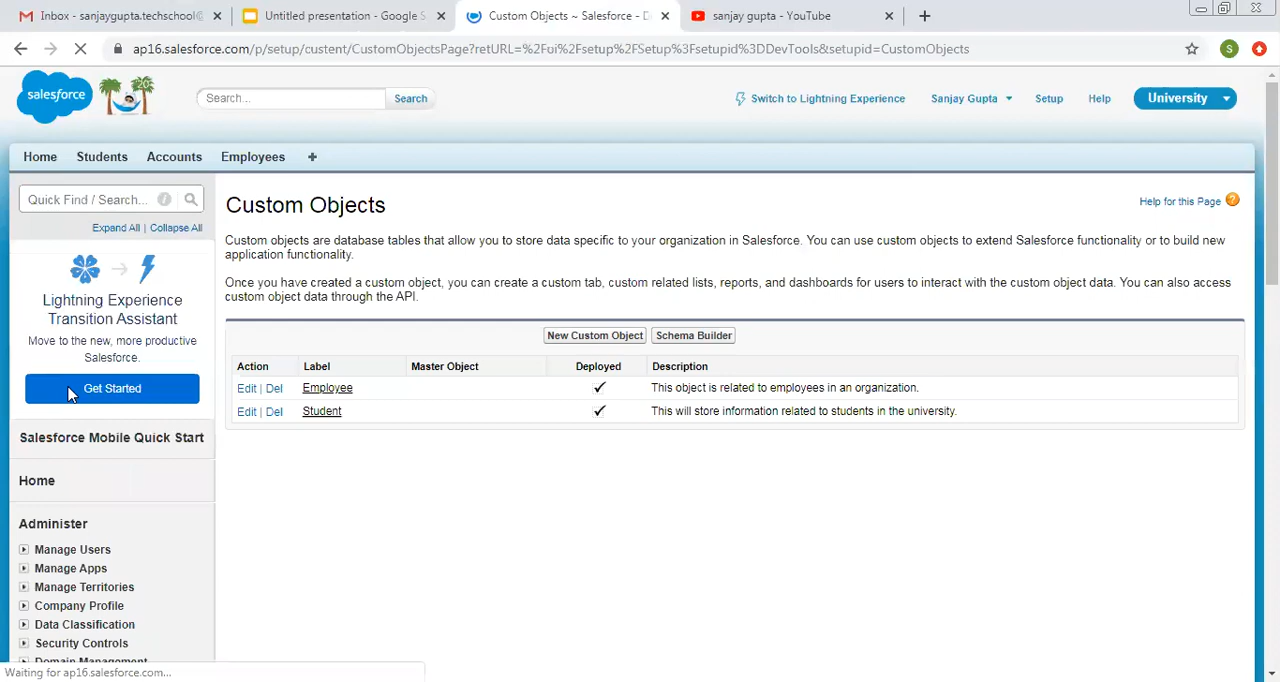 Inbox - sanjaygupta.techschool@
Untitled presentation - Google S
Custom Objects ~ Salesforce - D
sanjay gupta - YouTube
ap16.salesforce.com/p/setup/custent/CustomObjectsPage?retURL=%2Fui%2Fsetup%2FSetup%3Fsetupid%3DDevTools&setupid=CustomObjects
S
salesforce
20
Search...
Search
Switch to Lightning Experience
Sanjay Gupta
Setup
Help
University
Home
Students
Accounts
Employees
Quick Find / Search...
Expand All | Collapse All
Lightning Experience
Transition Assistant
Move to the new, more productive
Salesforce.
Get Started
Salesforce Mobile Quick Start
Home
Administer
Manage Users
Manage Apps
Manage Territories
Company Profile
Data Classification
Security Controls
Domain Management
Custom Objects
Help for this Page
Custom objects are database tables that allow you to store data specific to your organization in Salesforce. You can use custom objects to extend Salesforce functionality or to build new
application functionality.
Once you have created a custom object, you can create a custom tab, custom related lists, reports, and dashboards for users to interact with the custom object data. You can also access
custom object data through the API.
New Custom Object
Schema Builder
Action Label Master Object Deployed Description
Edit | Del Employee This object is related to employees in an organization.
Edit | Del Student This will store information related to students in the university.
Waiting for ap16.salesforce.com...